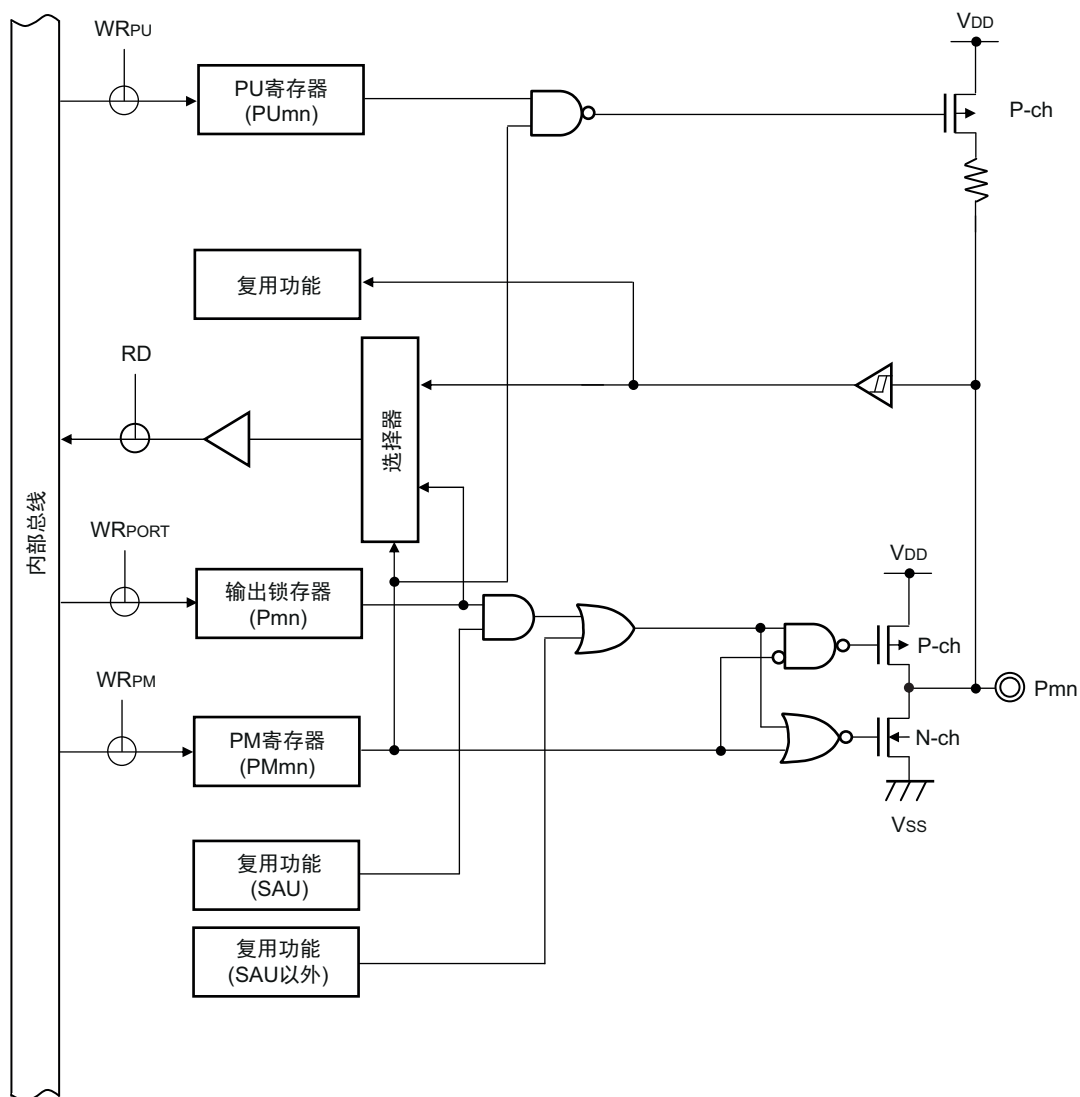 WRPU
PU寄存器
(PUmn)
VDD
P-ch
复用功能
RD
选择器
内部总线
WRPORT
输出锁存器
(Pmn)
VDD
P-ch
Pmn
WRPM
PM寄存器
(PMmn)
N-ch
VSS
复用功能
(SAU)
复用功能
(SAU以外)